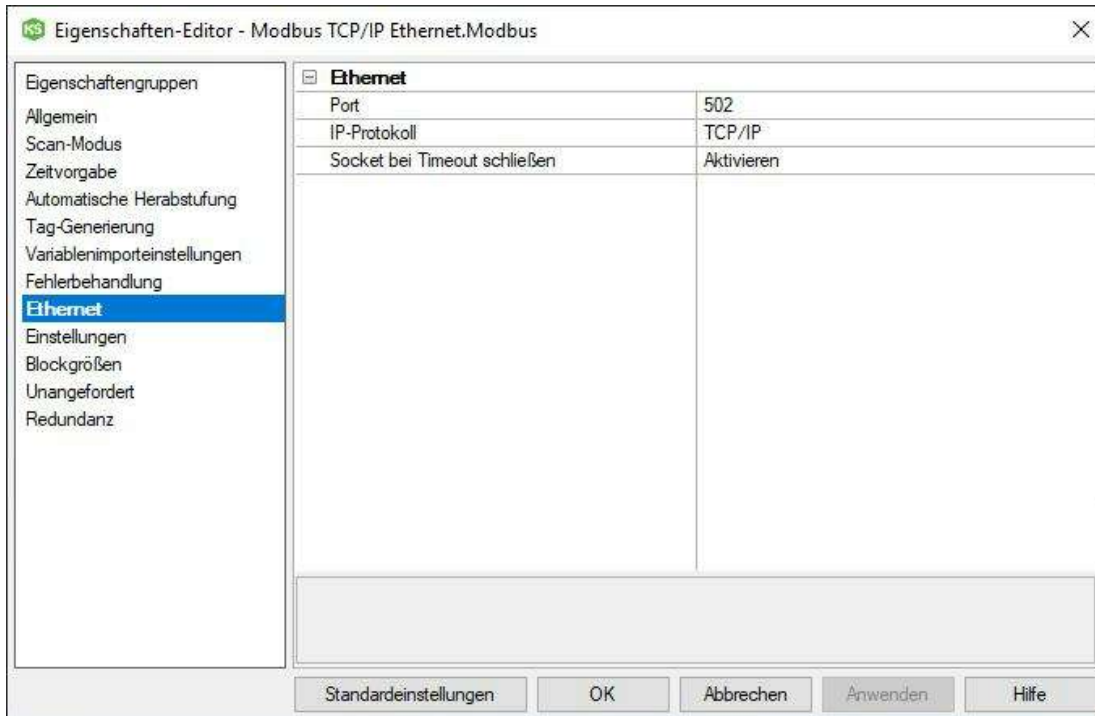 KS Eigenschaften-Editor - Modbus TCP/IP Ethernet.Modbus
Eigenschaftengruppen
Allgemein
Scan-Modus
Zeitvorgabe
Automatische Herabstufung
Tag-Generierung
Variablenimporteinstellungen
Fehlerbehandlung
Ethernet
Einstellungen
Blockgrößen
Unangefordert
Redundanz
Ethernet
Port 502
IP-Protokoll TCP/IP
Socket bei Timeout schließen Aktivieren
Standardeinstellungen OK Abbrechen Anwenden Hilfe